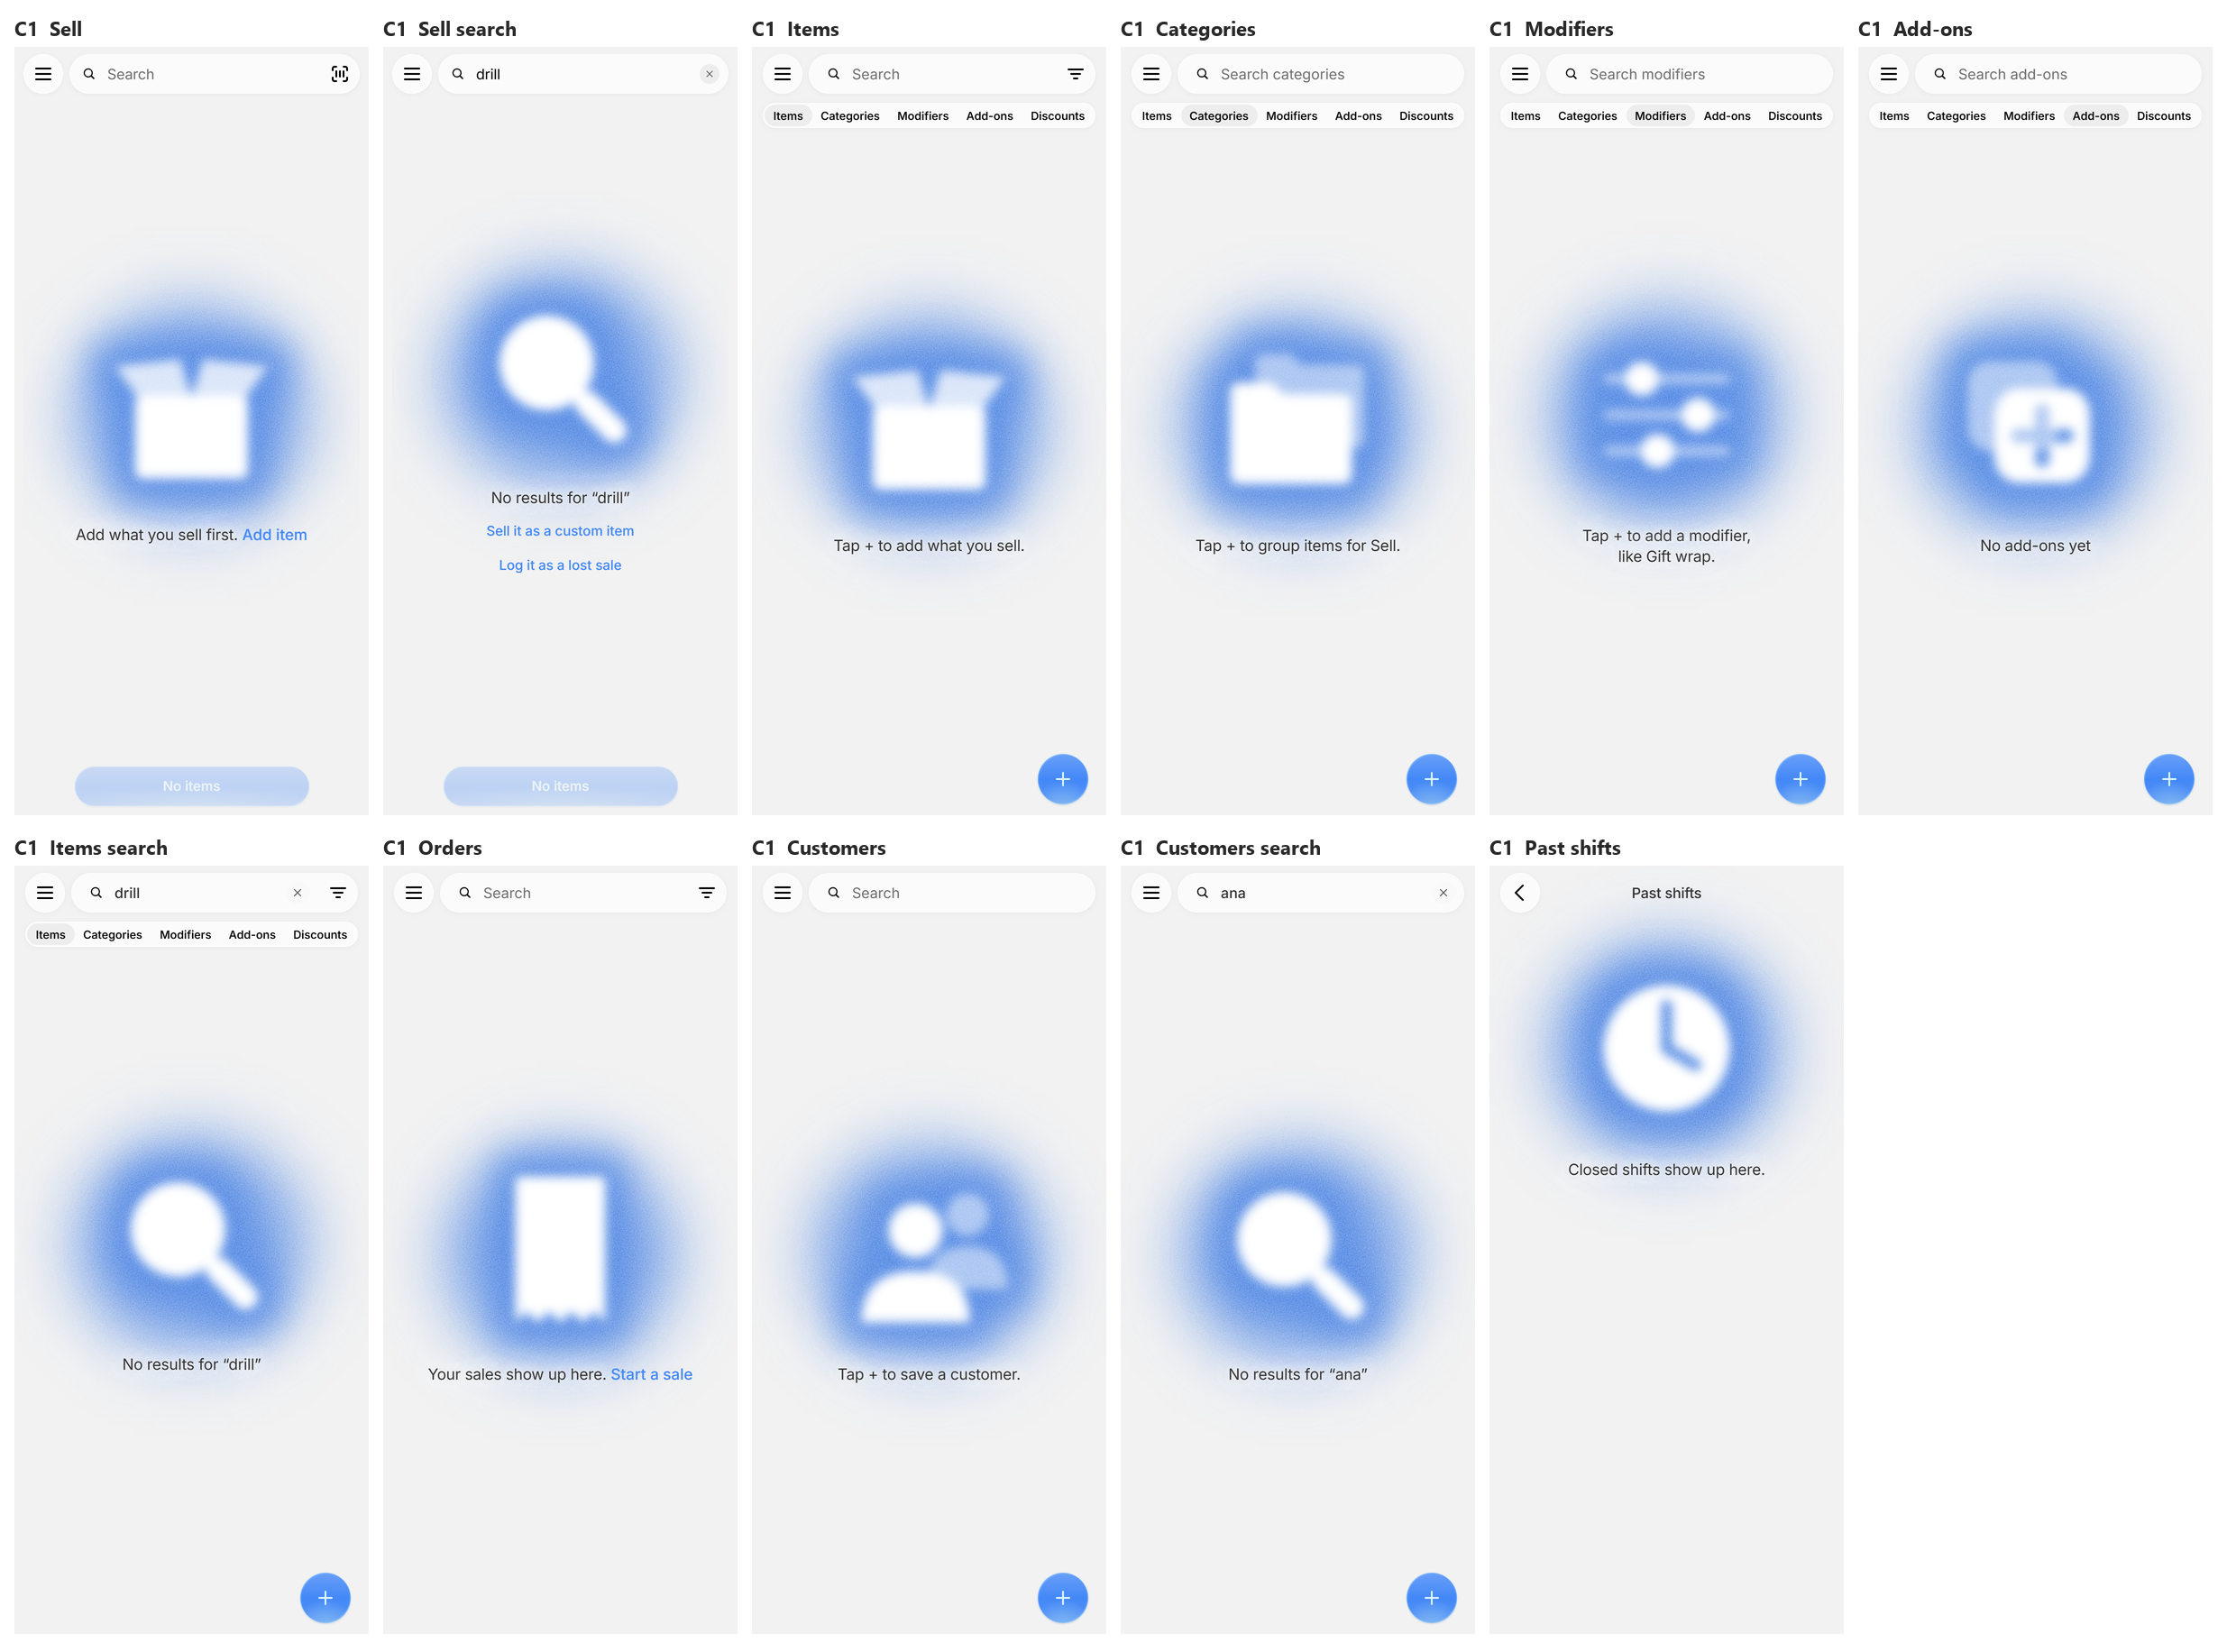 C1 Sell
Search
Add what you sell first. Add item
No items
C1 Sell search
drill
No results for “drill”
Sell it as a custom item
Log it as a lost sale
No items
C1 Items
Search
Items Categories Modifiers Add-ons Discounts
Tap + to add what you sell.
C1 Categories
Search categories
Items Categories Modifiers Add-ons Discounts
Tap + to group items for Sell.
C1 Modifiers
Search modifiers
Items Categories Modifiers Add-ons Discounts
Tap + to add a modifier,
like Gift wrap.
C1 Add-ons
Search add-ons
Items Categories Modifiers Add-ons Discounts
No add-ons yet
C1 Items search
drill
Items Categories Modifiers Add-ons Discounts
No results for “drill”
C1 Orders
Search
Your sales show up here. Start a sale
C1 Customers
Search
Tap + to save a customer.
C1 Customers search
ana
No results for “ana”
C1 Past shifts
Past shifts
Closed shifts show up here.